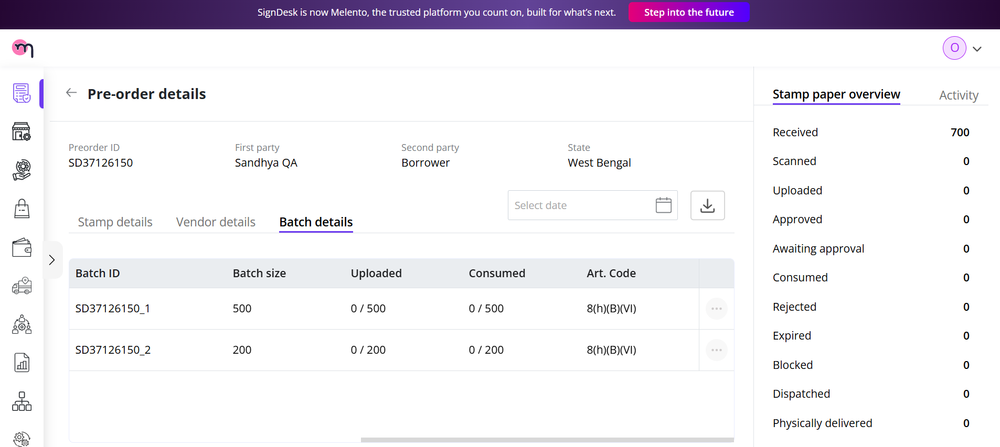 SignDesk is now Melento, the trusted platform you count on, built for what’s next.
Step into the future
m
O
Pre-order details
Preorder ID
SD37126150
First party
Sandhya QA
Second party
Borrower
State
West Bengal
Select date
Stamp details
Vendor details
Batch details
Batch ID Batch size Uploaded Consumed Art. Code
SD37126150_1 500 0 / 500 0 / 500 8(h)(B)(VI)
SD37126150_2 200 0 / 200 0 / 200 8(h)(B)(VI)
Stamp paper overview
Activity
Received 700
Scanned 0
Uploaded 0
Approved 0
Awaiting approval 0
Consumed 0
Rejected 0
Expired 0
Blocked 0
Dispatched 0
Physically delivered 0